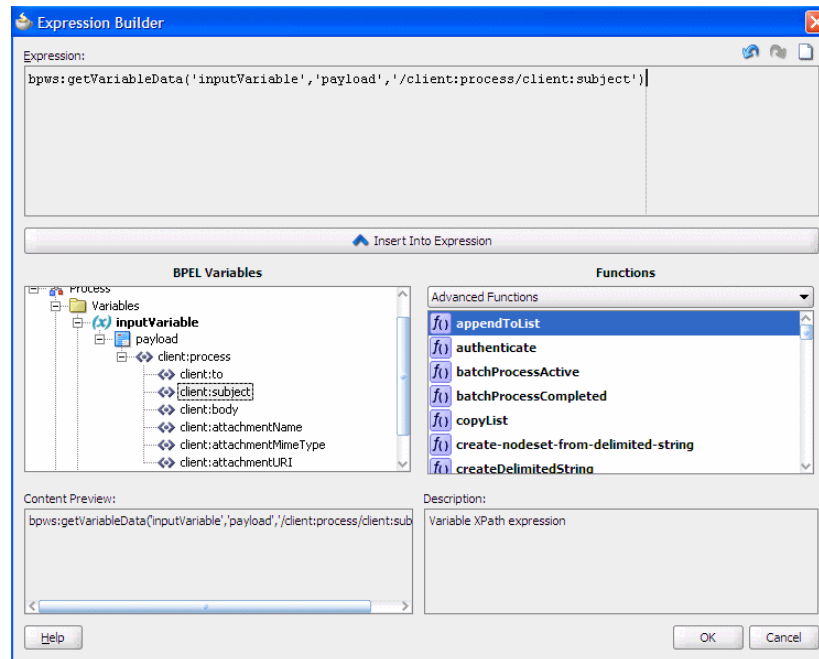 Expression Builder
Expression:
bpws:getVariableData('inputVariable','payload','/client:process/client:subject')
Insert Into Expression
BPEL Variables
Functions
Process
Variables
(x) inputVariable
payload
client:process
client:to
client:subject
client:body
client:attachmentName
client:attachmentMimeType
client:attachmentURI
Advanced Functions
f() appendToList
f() authenticate
f() batchProcessActive
f() batchProcessCompleted
f() copyList
f() create-nodeset-from-delimited-string
f() createDelimitedString
Content Preview:
bpws:getVariableData('inputVariable','payload','/client:process/client:sub
Description:
Variable XPath expression
Help
OK
Cancel